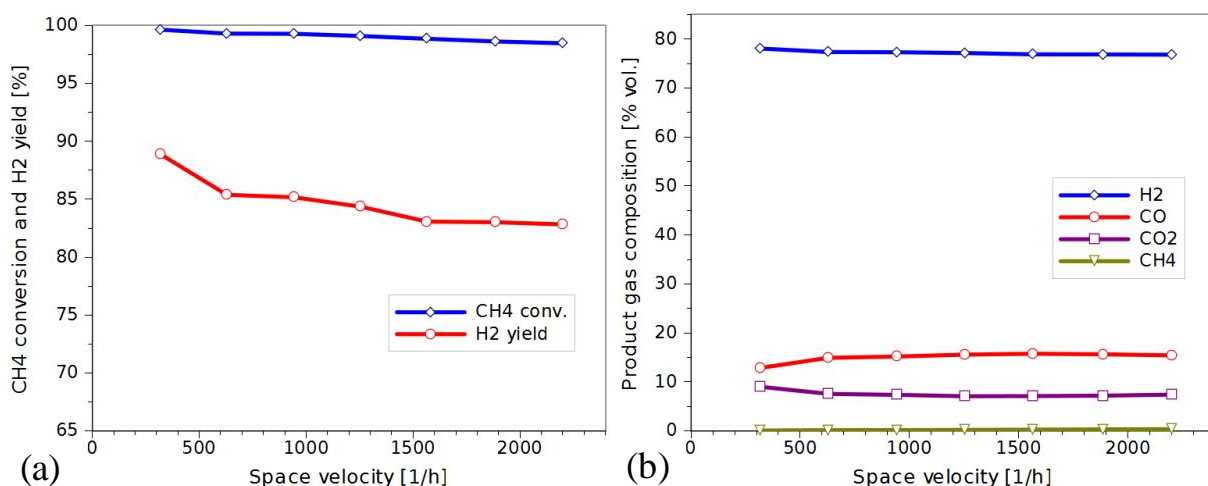 CH4 conversion and H2 yield [%]
100
95
90
85
80
75
70
65
0
500
1000
1500
2000
Space velocity [1/h]
CH4 conv.
H2 yield
(a)
Product gas composition [% vol.]
80
70
60
50
40
30
20
10
0
0
500
1000
1500
2000
Space velocity [1/h]
H2
CO
CO2
CH4
(b)